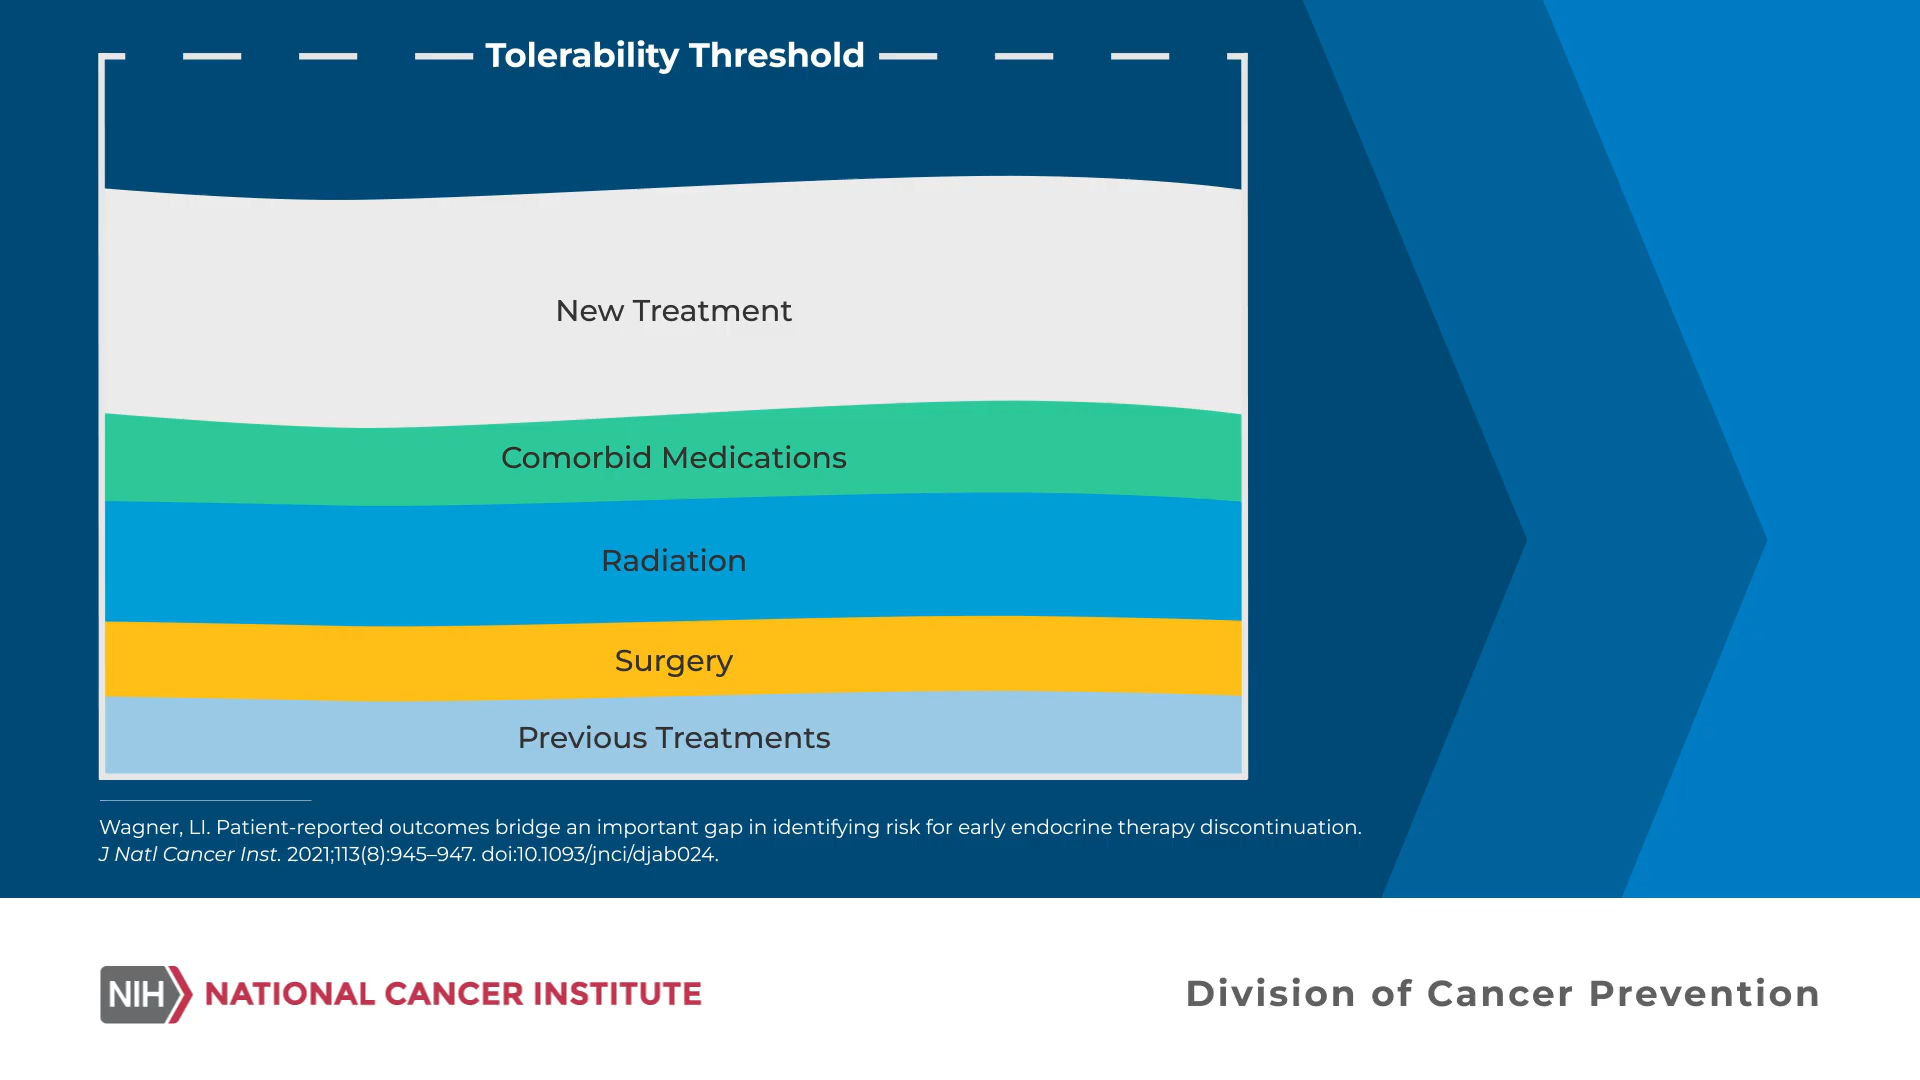 Tolerability Threshold
New Treatment
Comorbid Medications
Radiation
Surgery
Previous Treatments
Wagner, LI. Patient-reported outcomes bridge an important gap in identifying risk for early endocrine therapy discontinuation.
J Natl Cancer Inst. 2021;113(8):945–947. doi:10.1093/jnci/djab024.
NIH NATIONAL CANCER INSTITUTE
Division of Cancer Prevention